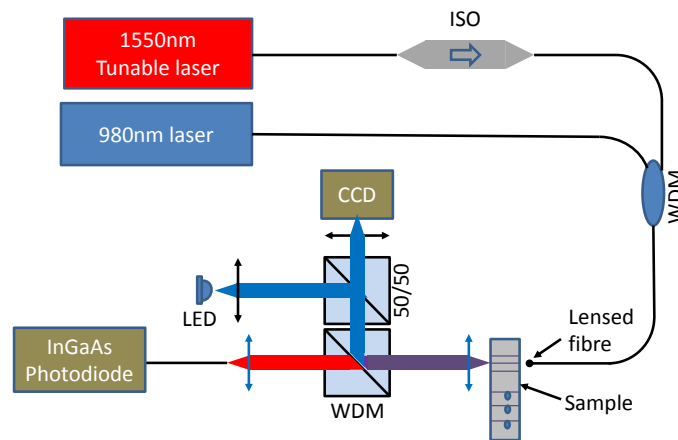 1550nm
Tunable laser
ISO
980nm laser
WDM
CCD
50/50
LED
Lensed
fibre
InGaAs
Photodiode
Sample
WDM